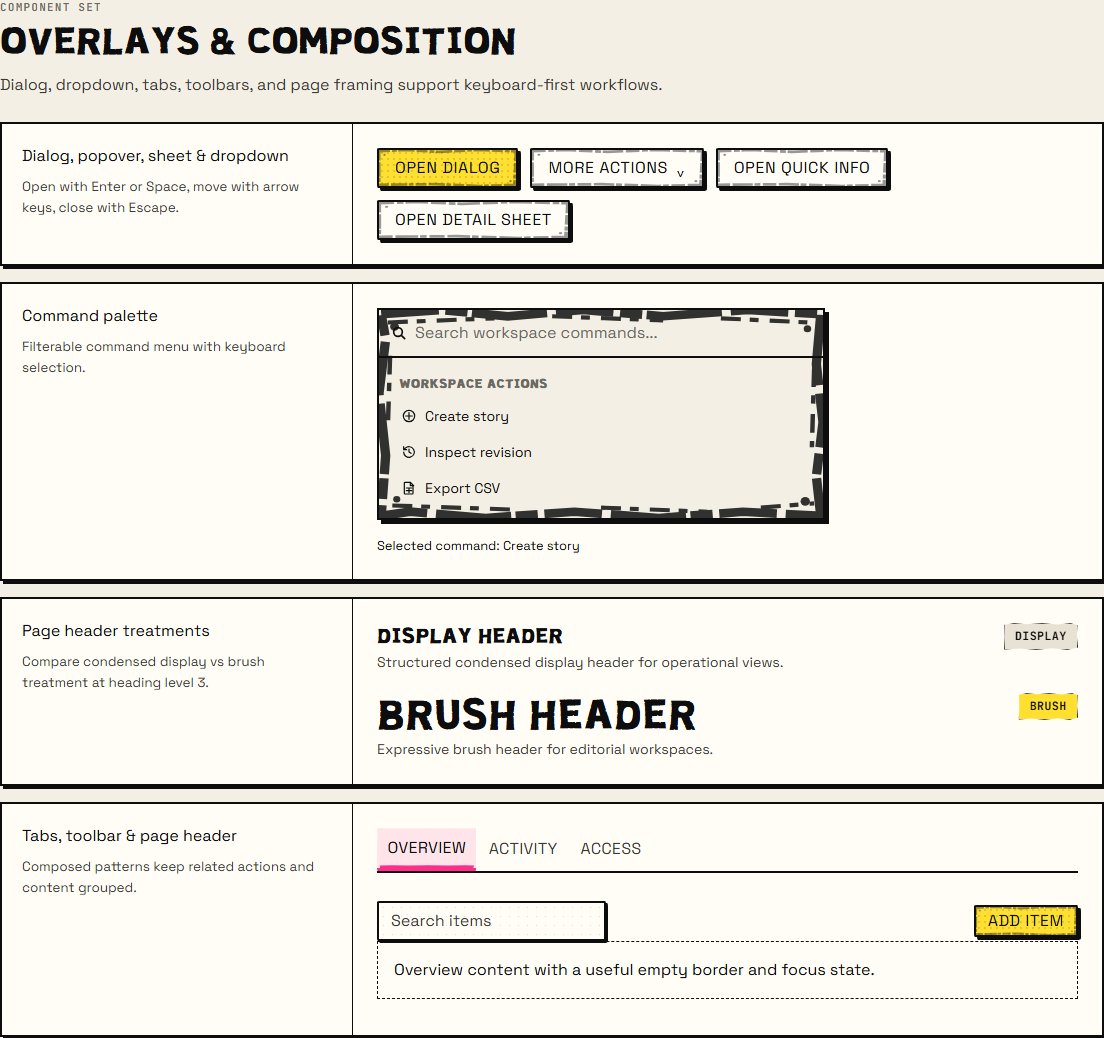 COMPONENT SET
OVERLAYS & COMPOSITION
Dialog, dropdown, tabs, toolbars, and page framing support keyboard-first workflows.
Dialog, popover, sheet & dropdown
Open with Enter or Space, move with arrow
keys, close with Escape.
OPEN DIALOG
MORE ACTIONS v
OPEN QUICK INFO
OPEN DETAIL SHEET
Command palette
Filterable command menu with keyboard
selection.
Search workspace commands...
WORKSPACE ACTIONS
Create story
Inspect revision
Export CSV
Selected command: Create story
Page header treatments
Compare condensed display vs brush
treatment at heading level 3.
DISPLAY HEADER
DISPLAY
Structured condensed display header for operational views.
BRUSH HEADER
BRUSH
Expressive brush header for editorial workspaces.
Tabs, toolbar & page header
Composed patterns keep related actions and
content grouped.
OVERVIEW ACTIVITY ACCESS
Search items
ADD ITEM
Overview content with a useful empty border and focus state.